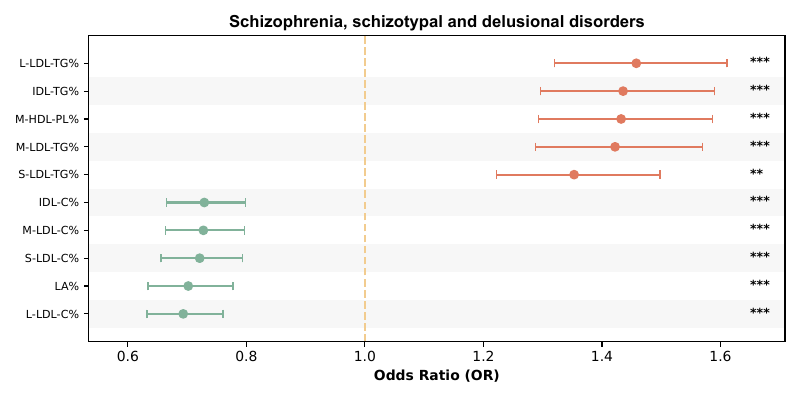 Schizophrenia, schizotypal and delusional disorders
L-LDL-TG% ***
IDL-TG% ***
M-HDL-PL% ***
M-LDL-TG% ***
S-LDL-TG% **
IDL-C% ***
M-LDL-C% ***
S-LDL-C% ***
LA% ***
L-LDL-C% ***
0.6 0.8 1.0 1.2 1.4 1.6
Odds Ratio (OR)